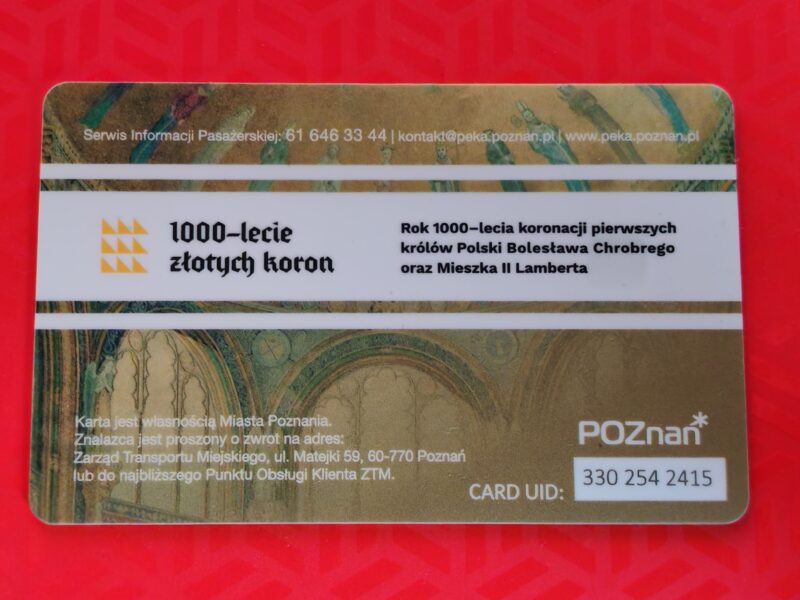 Serwis Informacji Pasażerskiej: 61 646 33 44 | kontakt@peka.poznan.pl | www.peka.poznan.pl
1000-lecie
złotych koron
Rok 1000-lecia koronacji pierwszych
królów Polski Bolesława Chrobrego
oraz Mieszka II Lamberta
Karta jest własnością Miasta Poznania.
Znalazca jest proszony o zwrot na adres:
Zarząd Transportu Miejskiego, ul. Matejki 59, 60-770 Poznań
lub do najbliższego Punktu Obsługi Klienta ZTM.
POZnań*
CARD UID: 330 254 2415